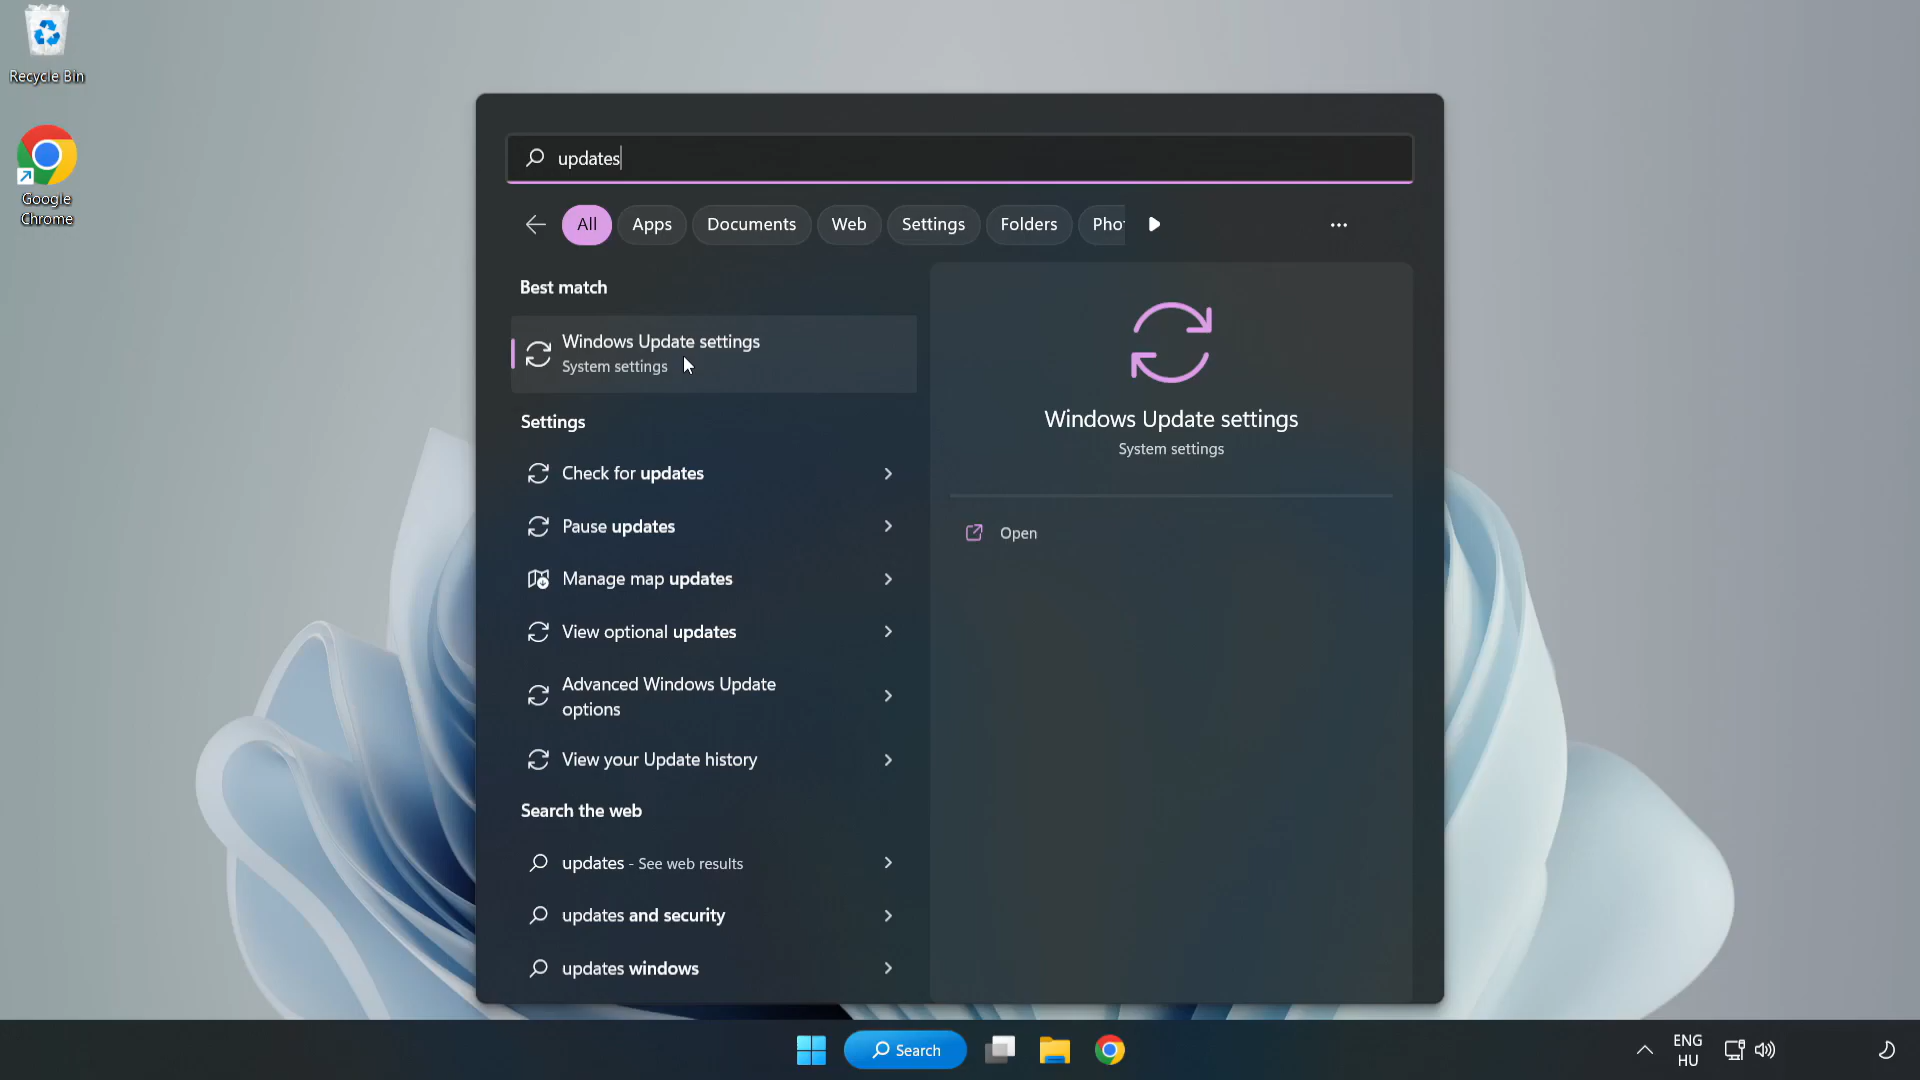 Recycle Bin
Google
Chrome
updates
All
Apps
Documents
Web
Settings
Folders
Pho
Best match
Windows Update settings
System settings
Settings
Check for updates
Pause updates
Manage map updates
View optional updates
Advanced Windows Update
options
View your Update history
Search the web
updates - See web results
updates and security
updates windows
Windows Update settings
System settings
Open
Search
ENG
HU